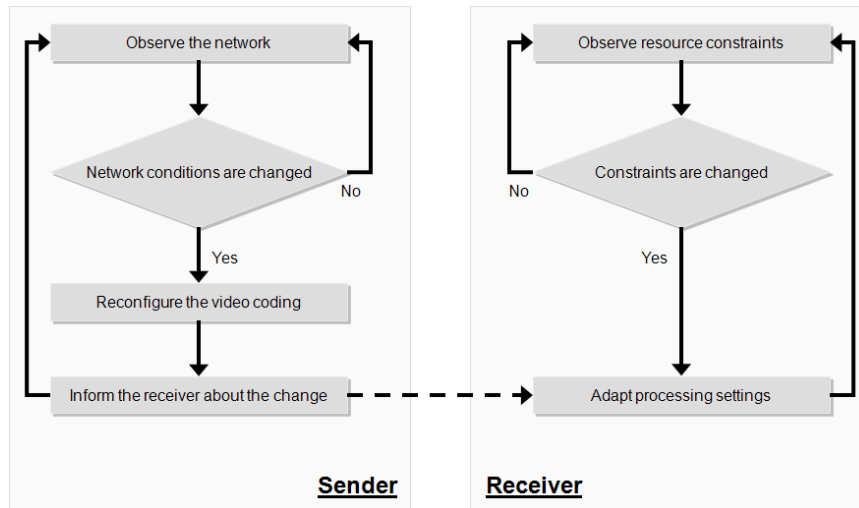 Observe the network
Network conditions are changed
No
Yes
Reconfigure the video coding
Inform the receiver about the change
Sender
Observe resource constraints
Constraints are changed
No
Yes
Adapt processing settings
Receiver